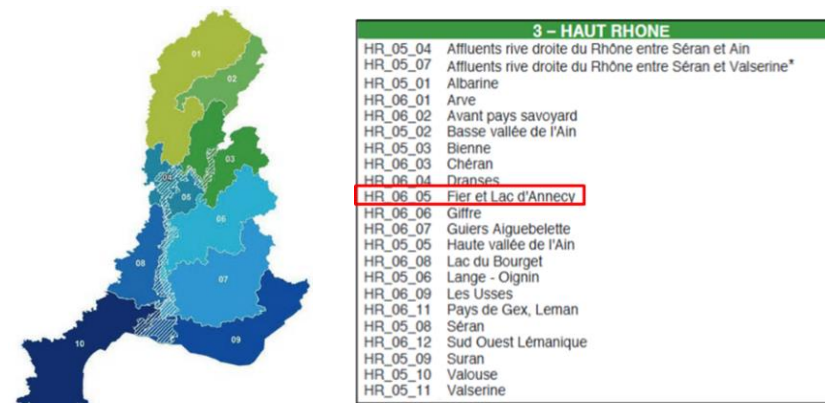 01
02
03
04
05
06
08
07
09
10
3 – HAUT RHONE
HR_05_04 Affluents rive droite du Rhône entre Séran et Ain
HR_05_07 Affluents rive droite du Rhône entre Séran et Valserine*
HR_05_01 Albarine
HR_06_01 Arve
HR_06_02 Avant pays savoyard
HR_05_02 Basse vallée de l'Ain
HR_05_03 Bienne
HR_06_03 Chéran
HR_06_04 Dranses
HR_06_05 Fier et Lac d'Annecy
HR_06_06 Giffre
HR_06_07 Guiers Aiguebelette
HR_05_05 Haute vallée de l'Ain
HR_06_08 Lac du Bourget
HR_05_06 Lange - Oignin
HR_06_09 Les Usses
HR_06_11 Pays de Gex, Leman
HR_05_08 Séran
HR_06_12 Sud Ouest Lémanique
HR_05_09 Suran
HR_05_10 Valouse
HR_05_11 Valserine